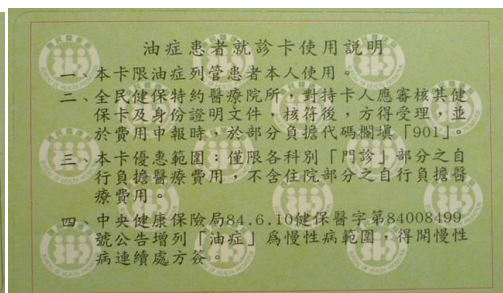 油症患者就診卡使用說明
一、本卡限油症列管患者本人使用。
二、全民健保特約醫療院所，對持卡人應審核其健
保卡及身份證明文件，核符後，方得受理，並
於費用申報時，於部分負擔代碼欄填「901」。
三、本卡優惠範圍：僅限各科別「門診」部分之自
行負擔醫療費用，不含住院部分之自行負擔醫
療費用。
四、中央健康保險局84.6.10健保醫字第84008499
號公告增列「油症」爲慢性病範圍，得開慢性
病連續處方箋。